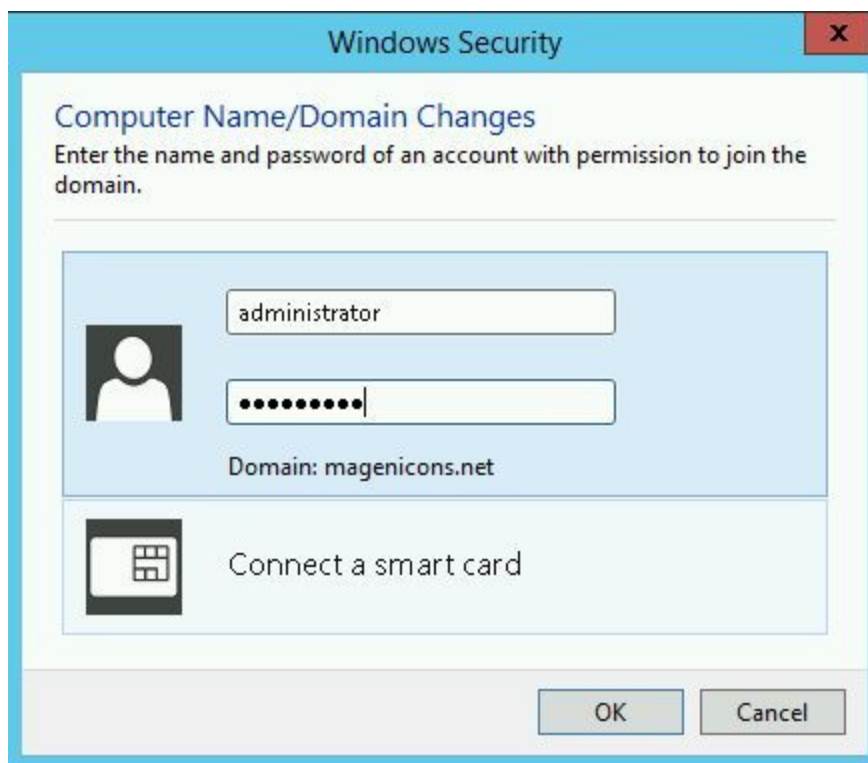 Windows Security
x
Computer Name/Domain Changes
Enter the name and password of an account with permission to join the
domain.
administrator
●●●●●●●●●
Domain: magenicons.net
Connect a smart card
OK
Cancel